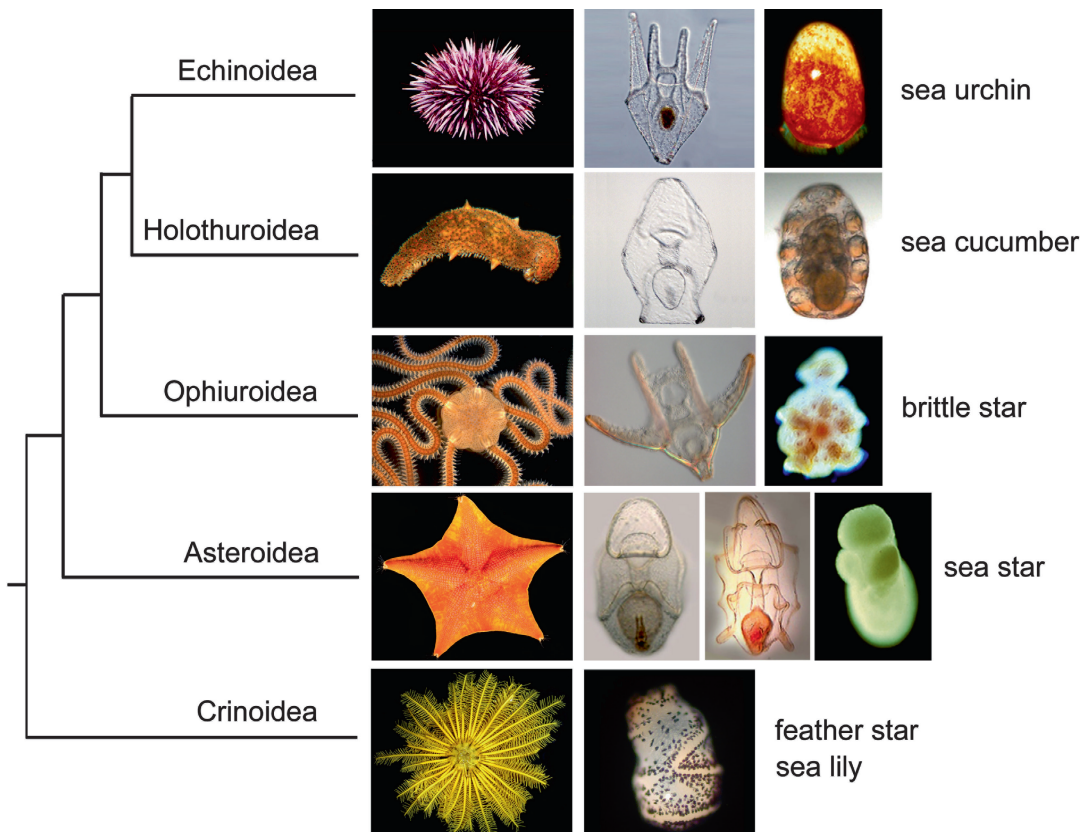 Echinoidea
sea urchin
Holothuroidea
sea cucumber
Ophiuroidea
brittle star
Asteroidea
sea star
Crinoidea
feather star
sea lily